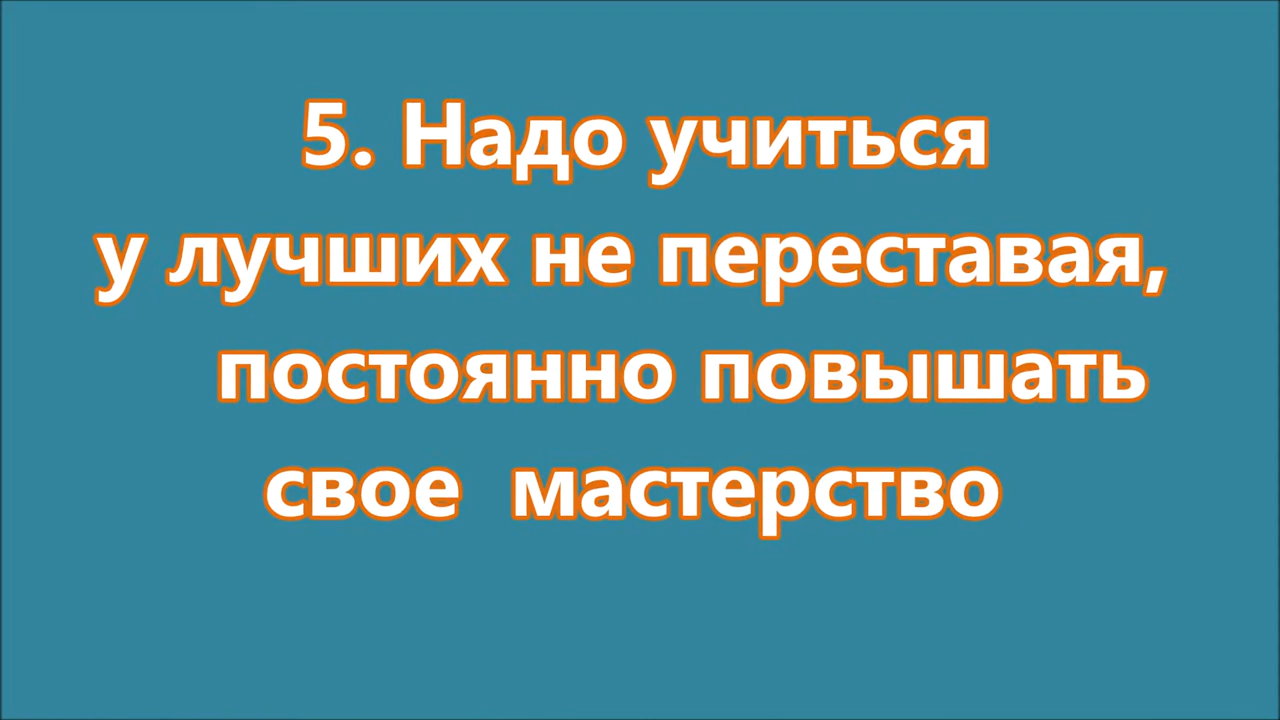 5. Надо учиться
у лучших не переставая,
постоянно повышать
свое  мастерство